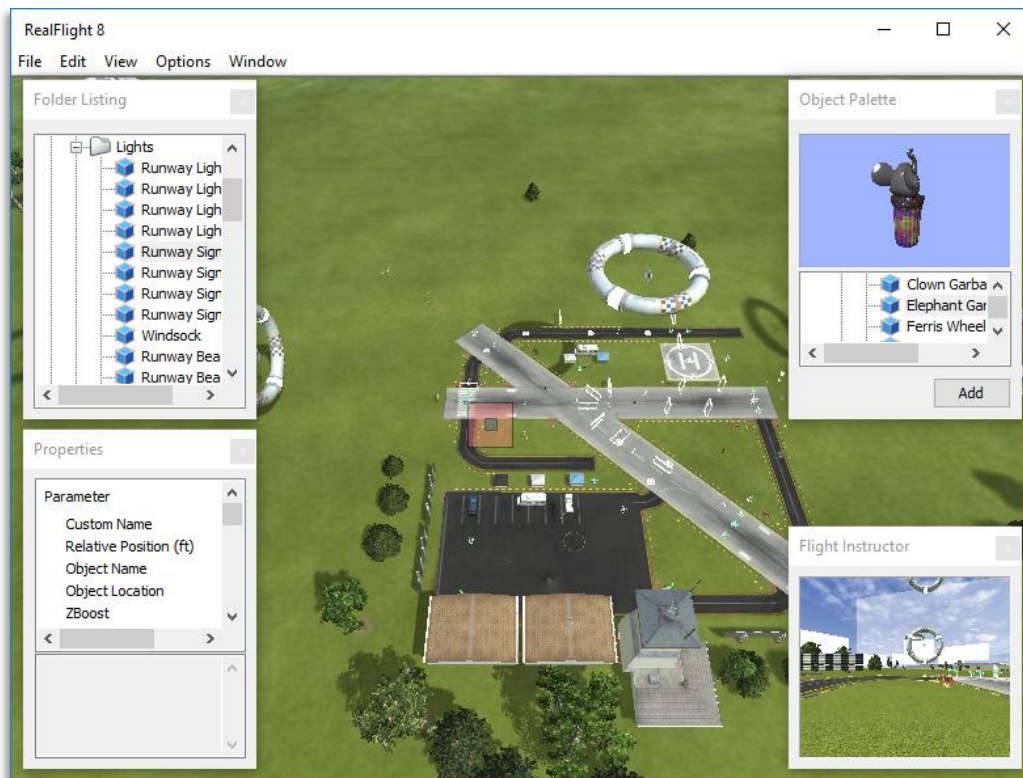 RealFlight 8
File Edit View Options Window
Folder Listing
Lights
Runway Ligh
Runway Ligh
Runway Ligh
Runway Ligh
Runway Sigr
Runway Sigr
Runway Sigr
Runway Sigr
Windsock
Runway Bea
Runway Bea
Properties
Parameter
Custom Name
Relative Position (ft)
Object Name
Object Location
ZBoost
Object Palette
Clown Garba
Elephant Gar
Ferris Wheel
Add
Flight Instructor
H